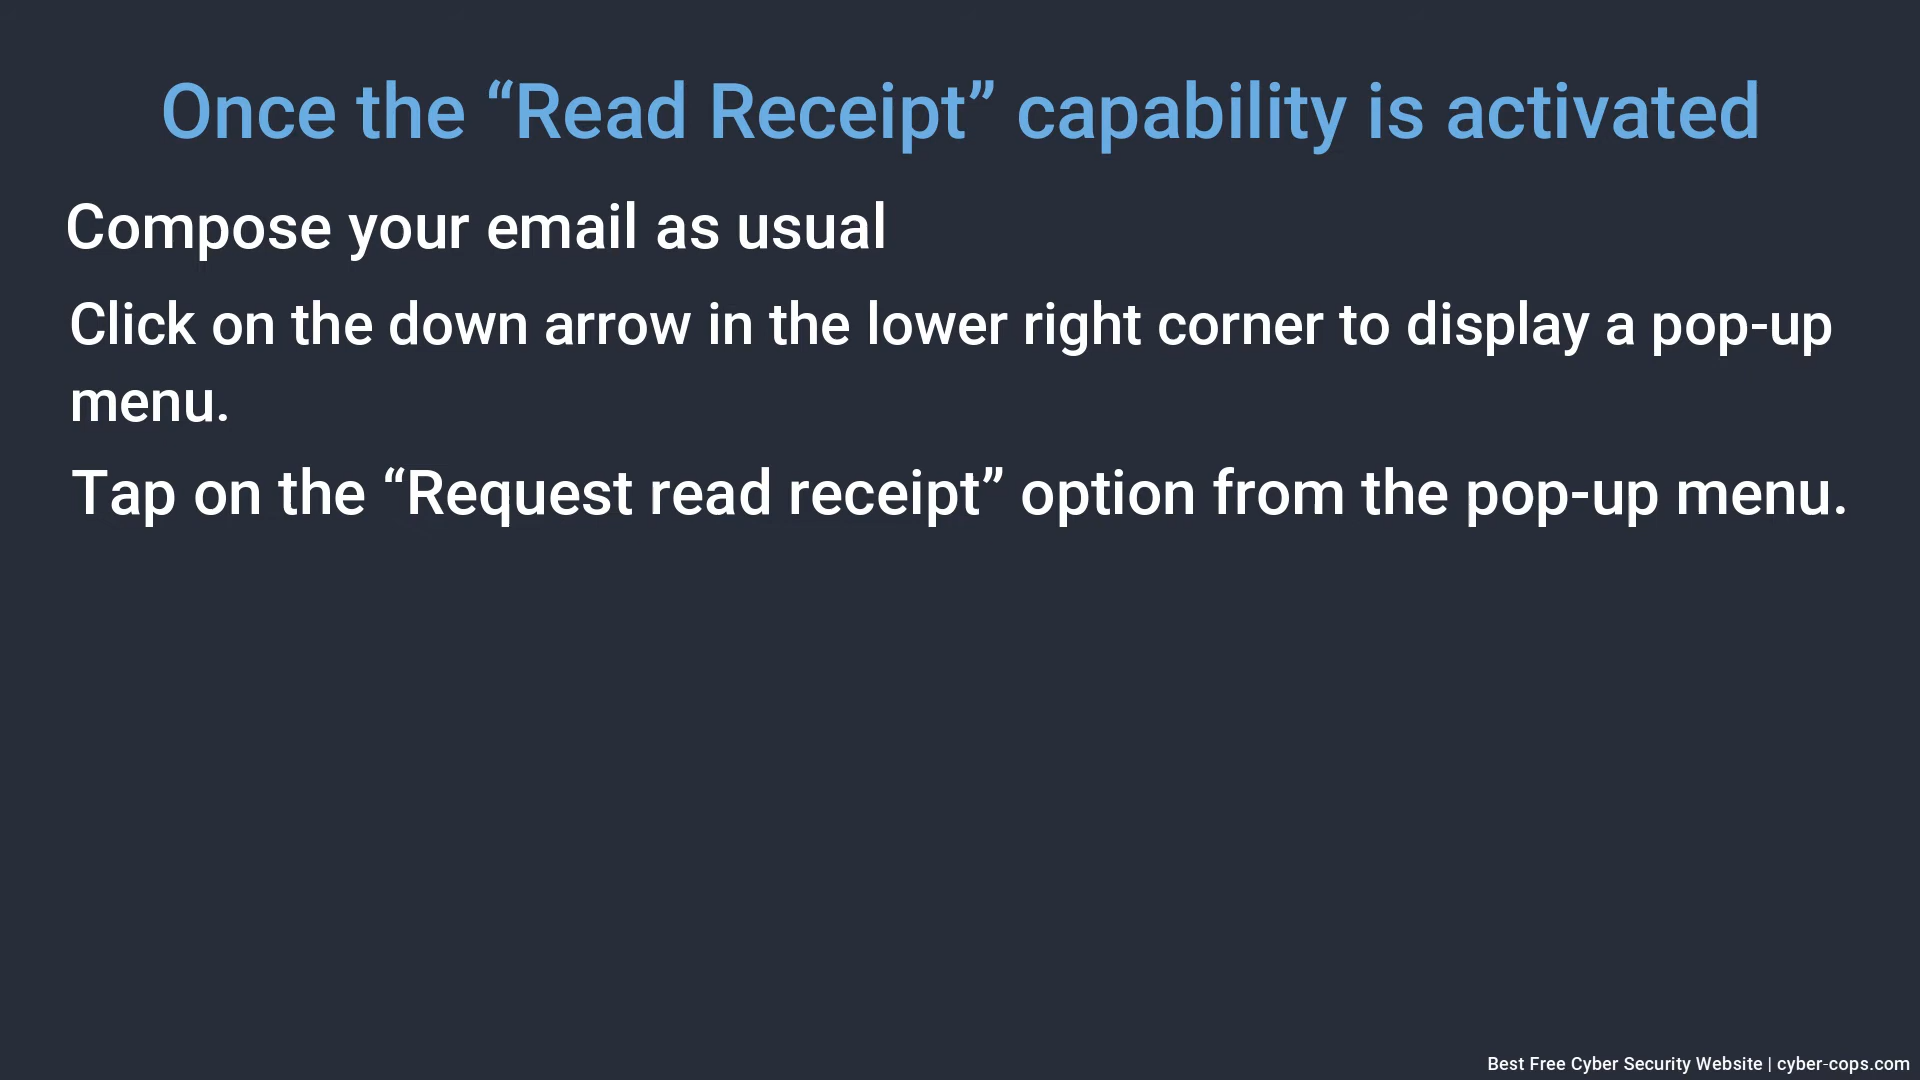 Once the “Read Receipt” capability is activated
Compose your email as usual
Click on the down arrow in the lower right corner to display a pop-up
menu.
Tap on the “Request read receipt” option from the pop-up menu.
Best Free Cyber Security Website | cyber-cops.com